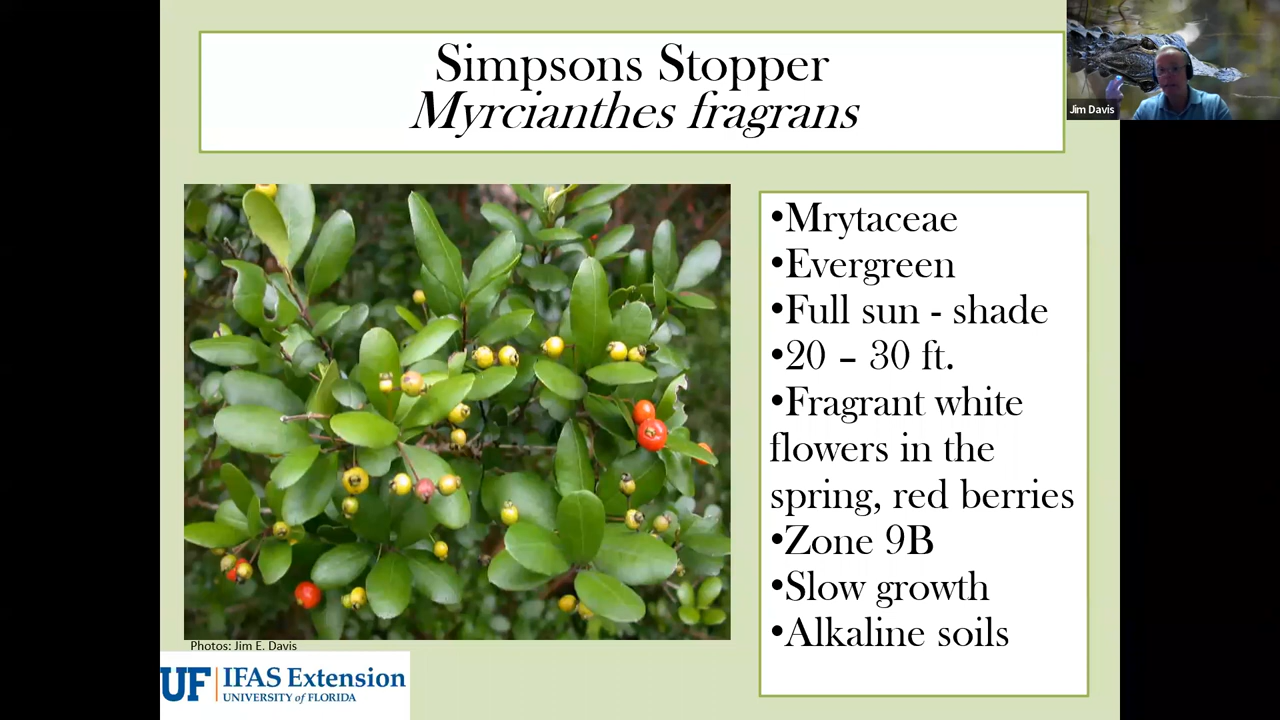 Simpsons Stopper
Myrcianthes fragrans
Jim Davis
•Mrytaceae
•Evergreen
•Full sun - shade
•20 – 30 ft.
•Fragrant white
flowers in the
spring, red berries
•Zone 9B
•Slow growth
•Alkaline soils
Photos: Jim E. Davis
UF | IFAS Extension
UNIVERSITY of FLORIDA